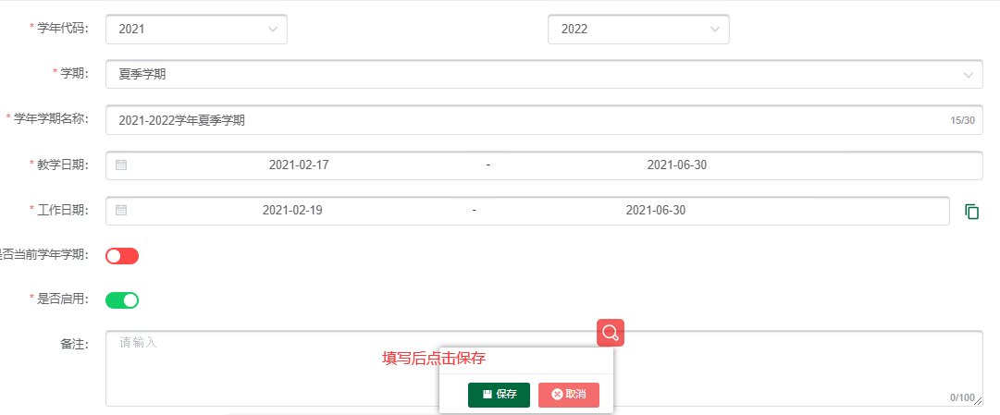 * 学年代码： 2021 2022
* 学期： 夏季学期
* 学年学期名称： 2021-2022学年夏季学期 15/30
* 教学日期： 2021-02-17 - 2021-06-30
* 工作日期： 2021-02-19 - 2021-06-30
是否当前学年学期：
* 是否启用：
备注： 请输入
填写后点击保存
保存 取消
0/100